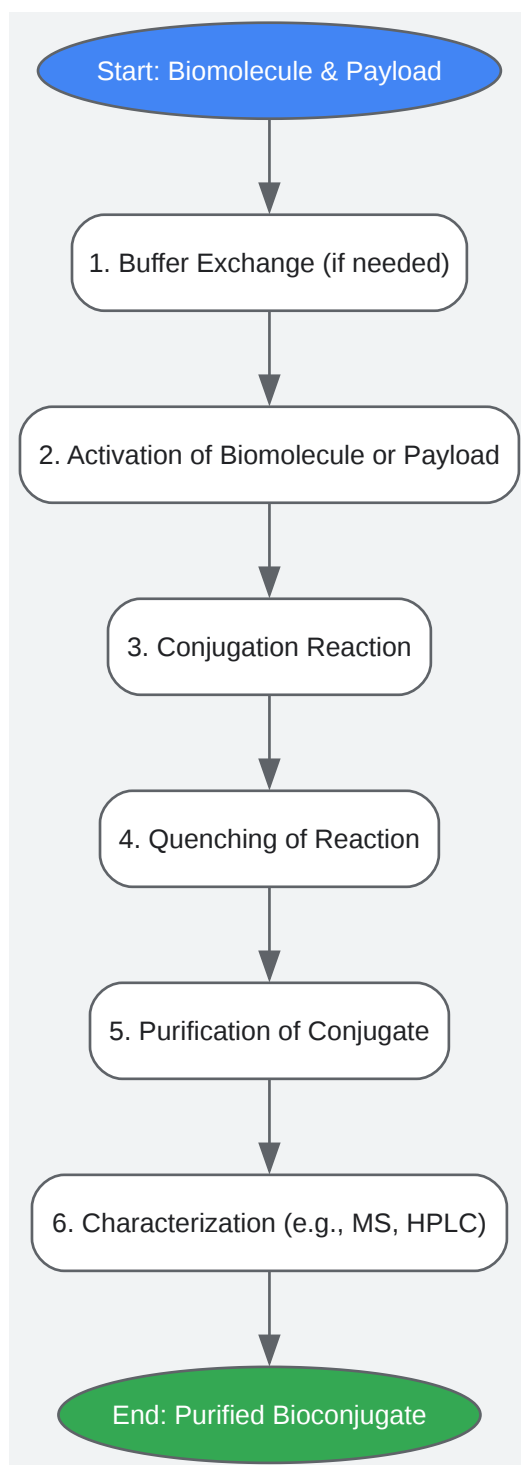 Start: Biomolecule & Payload
1. Buffer Exchange (if needed)
2. Activation of Biomolecule or Payload
3. Conjugation Reaction
4. Quenching of Reaction
5. Purification of Conjugate
6. Characterization (e.g., MS, HPLC)
End: Purified Bioconjugate